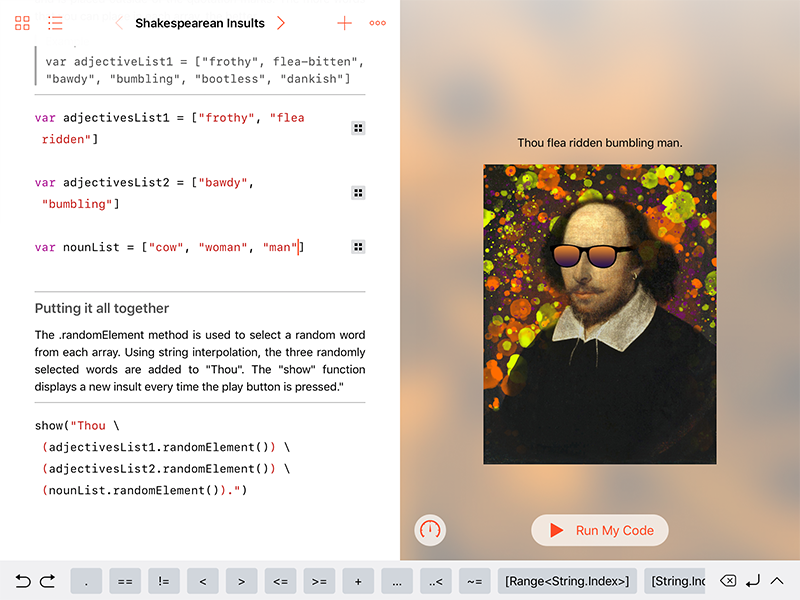 Shakespearean Insults
var adjectiveList1 = ["frothy", flea-bitten",
"bawdy", "bumbling", "bootless", "dankish"]
var adjectivesList1 = ["frothy", "flea
ridden"]
var adjectivesList2 = ["bawdy",
"bumbling"]
var nounList = ["cow", "woman", "man"]
Putting it all together
The .randomElement method is used to select a random word
from each array. Using string interpolation, the three randomly
selected words are added to "Thou". The "show" function
displays a new insult every time the play button is pressed."
show("Thou \
(adjectivesList1.randomElement()) \
(adjectivesList2.randomElement()) \
(nounList.randomElement()).")
Thou flea ridden bumbling man.
Run My Code
. == != < > <= >= + ... ..< ~= [Range<String.Index>] [String.Inc